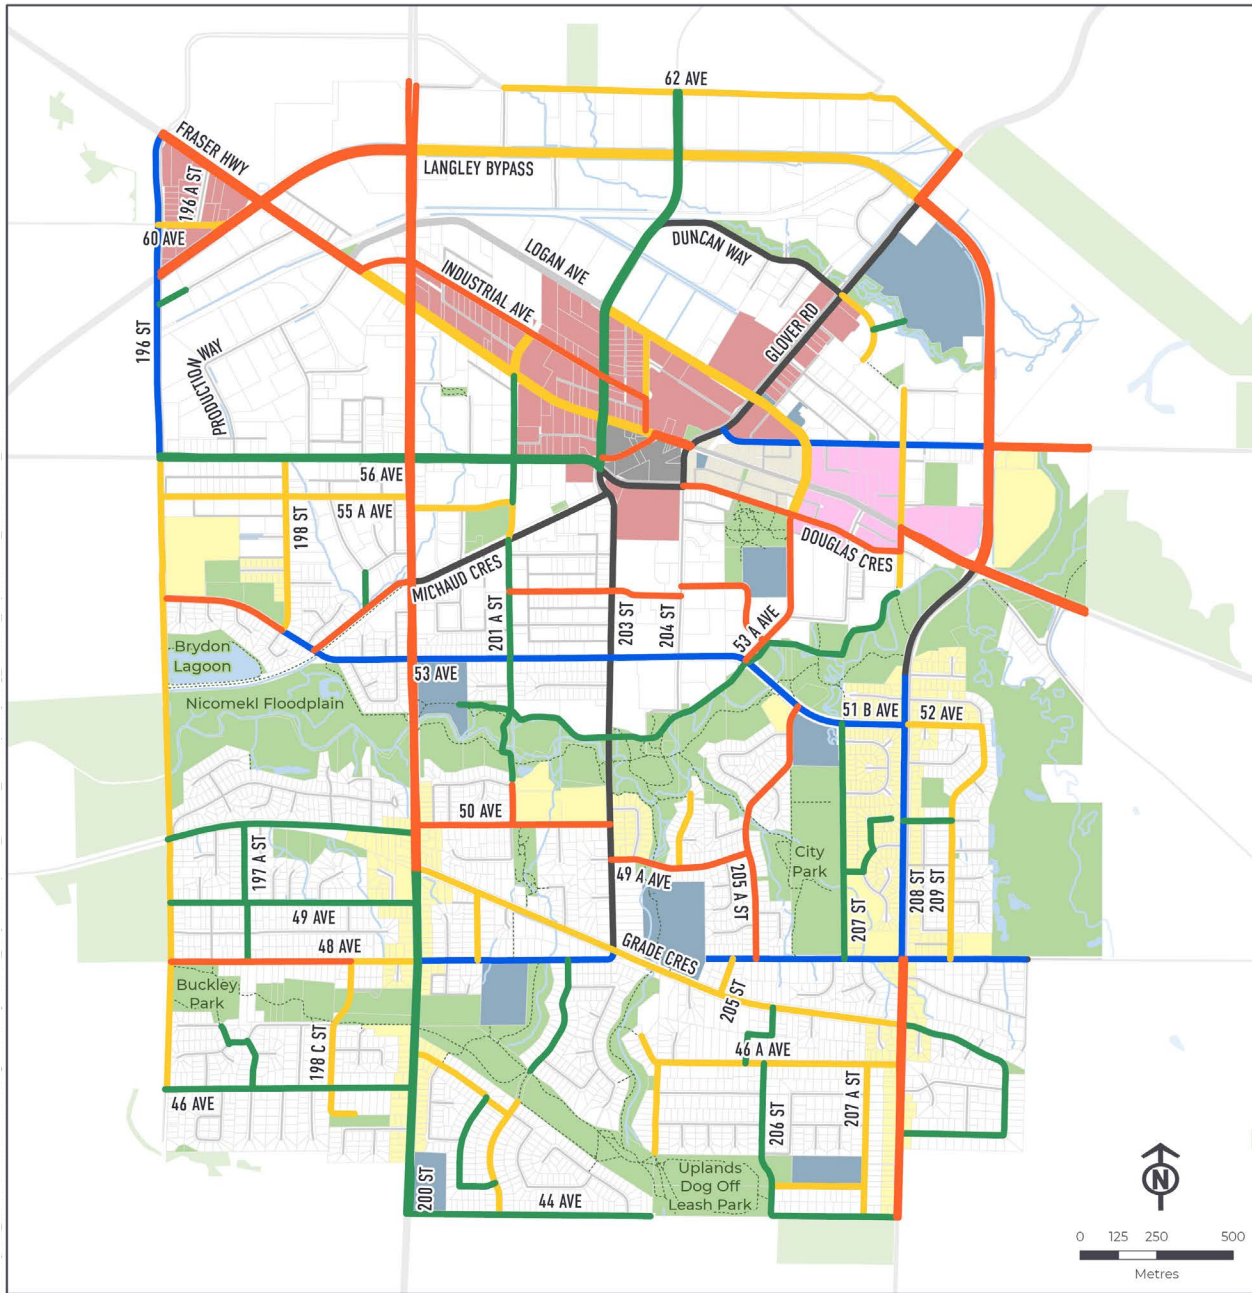 62 AVE
FRASER HWY
LANGLEY BYPASS
196 A ST
60 AVE
DUNCAN WAY
LOGAN AVE
INDUSTRIAL AVE
GLOVER RD
196 ST
PRODUCTION WAY
56 AVE
55 A AVE
198 ST
DOUGLAS CRES
MICHAUD CRES
201 A ST
203 ST
204 ST
53 A AVE
Brydon
Lagoon
53 AVE
Nicomekl Floodplain
51 B AVE
52 AVE
50 AVE
197 A ST
49 A AVE
205 A ST
City
Park
207 ST
208 ST
209 ST
49 AVE
48 AVE
GRADE CRES
Buckley
Park
205 ST
198 C ST
46 A AVE
46 AVE
206 ST
207 A ST
200 ST
44 AVE
Uplands
Dog Off
Leash Park
N
0 125 250 500
Metres